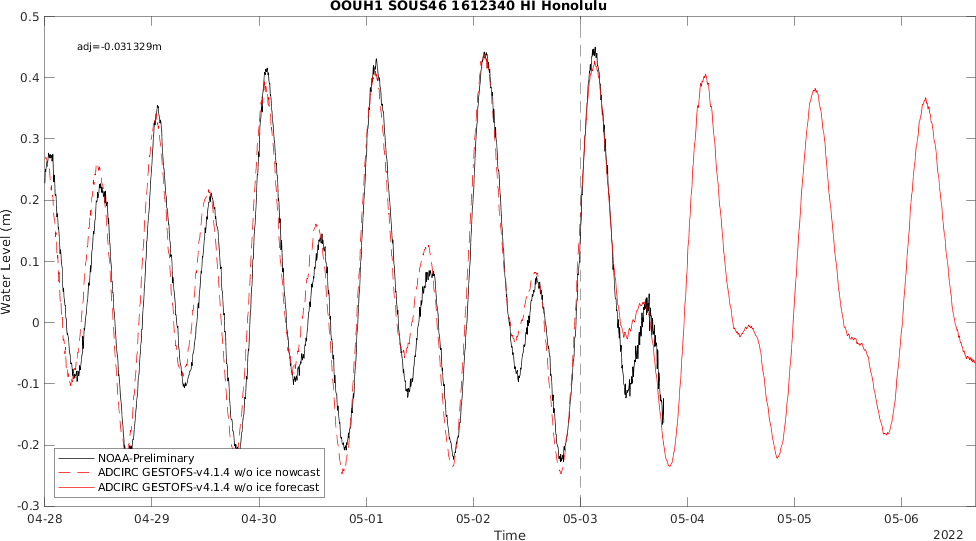 OOUH1 SOUS46 1612340 HI Honolulu
adj=-0.031329m
0.5
0.4
0.3
0.2
0.1
0
-0.1
-0.2
-0.3
Water Level (m)
NOAA-Preliminary
ADCIRC GESTOFS-v4.1.4 w/o ice nowcast
ADCIRC GESTOFS-v4.1.4 w/o ice forecast
04-28 04-29 04-30 05-01 05-02 05-03 05-04 05-05 05-06
Time
2022